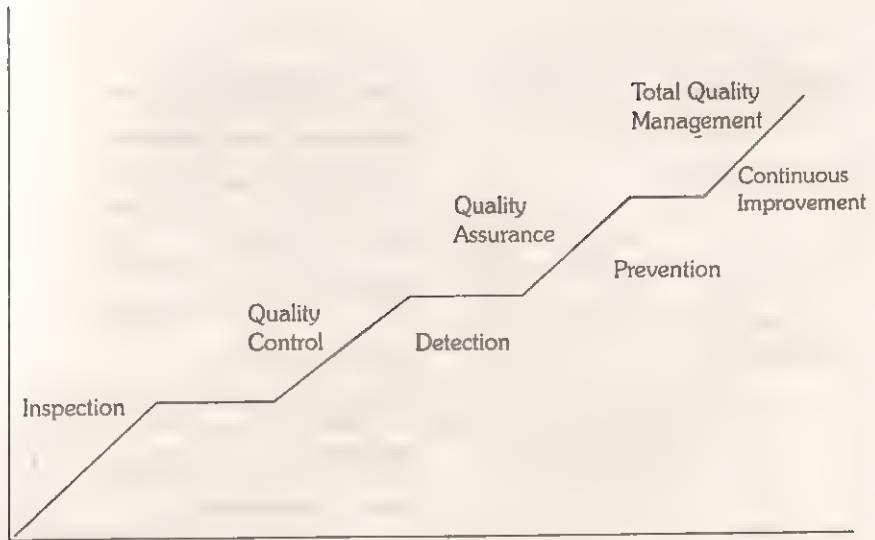 Total Quality
Management
Continuous
Improvement
Quality
Assurance
Prevention
Quality
Control
Detection
Inspection